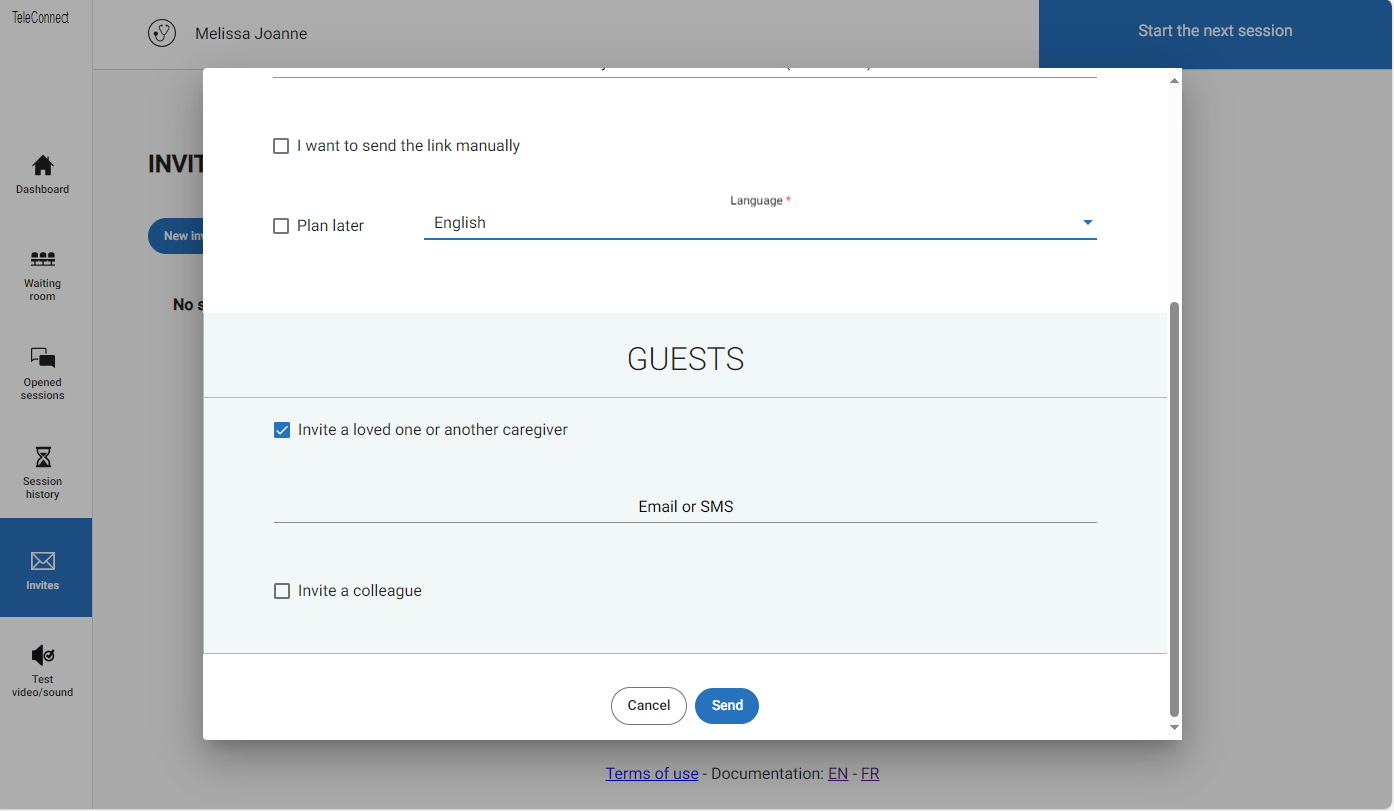 TeleConnect
Melissa Joanne
Start the next session
Dashboard
Waiting
room
Opened
sessions
Session
history
Invites
Test
video/sound
I want to send the link manually
Language *
Plan later
English
GUESTS
Invite a loved one or another caregiver
Email or SMS
Invite a colleague
Cancel
Send
New
No
Terms of use - Documentation: EN - FR